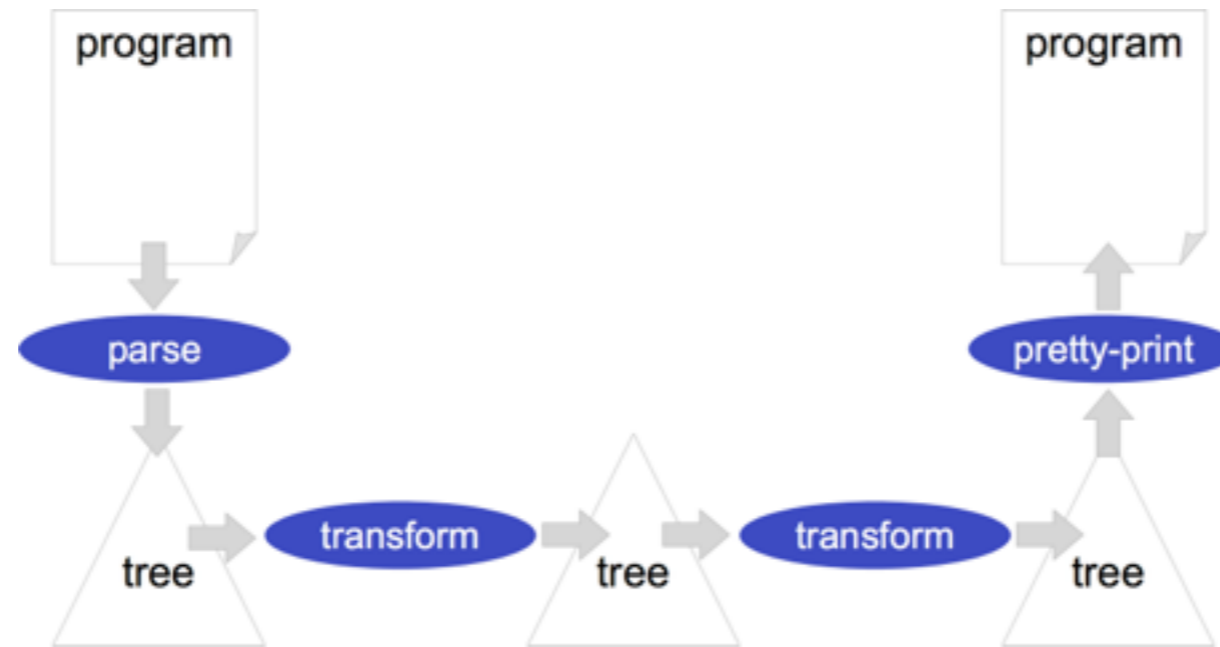 program
program
parse
pretty-print
transform
transform
tree
tree
tree